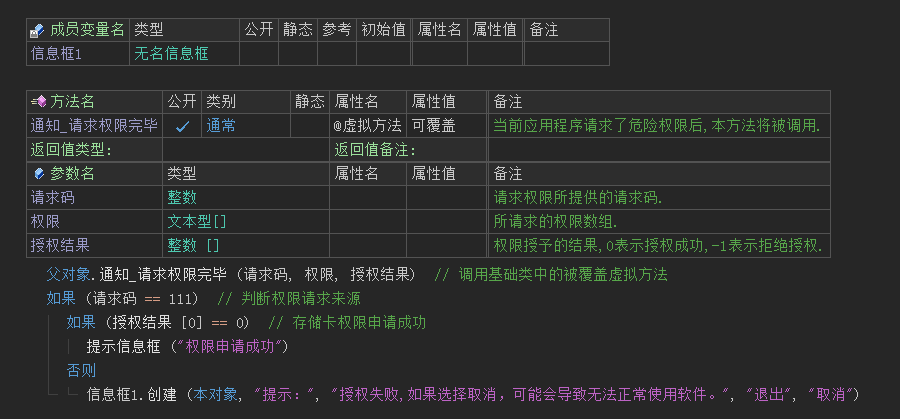 成员变量名 类型 公开 静态 参考 初始值 属性名 属性值 备注
信息框1 无名信息框
方法名 公开 类别 静态 属性名 属性值 备注
通知_请求权限完毕 ✓ 通常 @虚拟方法 可覆盖 当前应用程序请求了危险权限后,本方法将被调用.
返回值类型: 返回值备注:
参数名 类型 属性名 属性值 备注
请求码 整数 请求权限所提供的请求码.
权限 文本型[] 所请求的权限数组.
授权结果 整数 [] 权限授予的结果,0表示授权成功,-1表示拒绝授权.
父对象.通知_请求权限完毕 (请求码, 权限, 授权结果) // 调用基础类中的被覆盖虚拟方法
如果 (请求码 == 111) // 判断权限请求来源
如果 (授权结果 [0] == 0) // 存储卡权限申请成功
提示信息框 ("权限申请成功")
否则
信息框1.创建 (本对象, "提示：", "授权失败,如果选择取消，可能会导致无法正常使用软件。", "退出", "取消")